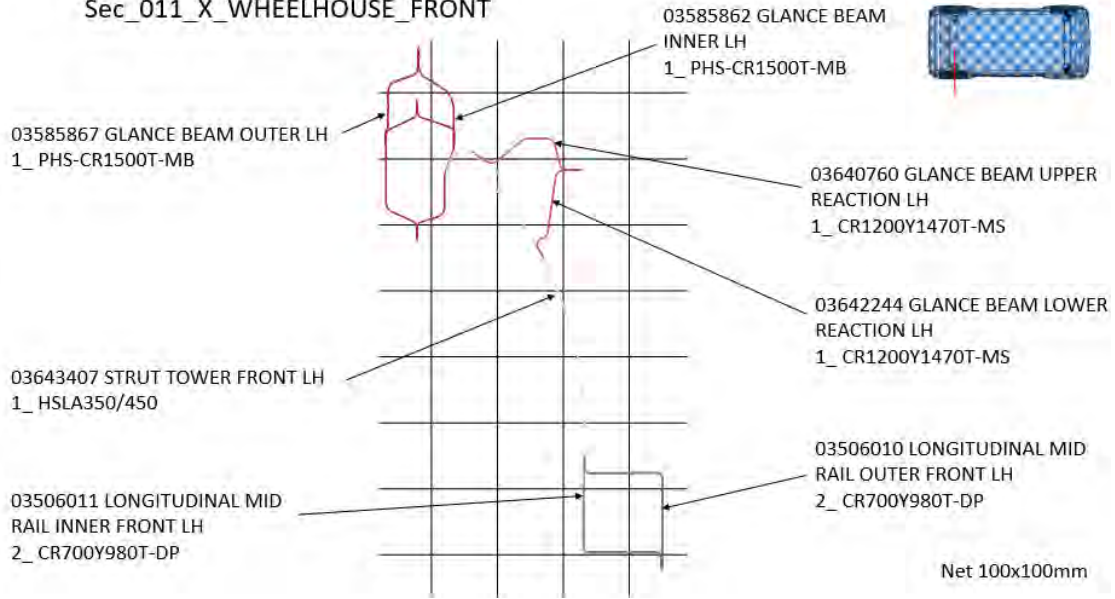 Sec_011_X_WHEELHOUSE_FRONT
03585862 GLANCE BEAM
INNER LH
1_ PHS-CR1500T-MB
03585867 GLANCE BEAM OUTER LH
1_ PHS-CR1500T-MB
03640760 GLANCE BEAM UPPER
REACTION LH
1_ CR1200Y1470T-MS
03642244 GLANCE BEAM LOWER
REACTION LH
1_ CR1200Y1470T-MS
03643407 STRUT TOWER FRONT LH
1_ HSLA350/450
03506010 LONGITUDINAL MID
RAIL OUTER FRONT LH
2_ CR700Y980T-DP
03506011 LONGITUDINAL MID
RAIL INNER FRONT LH
2_ CR700Y980T-DP
Net 100x100mm